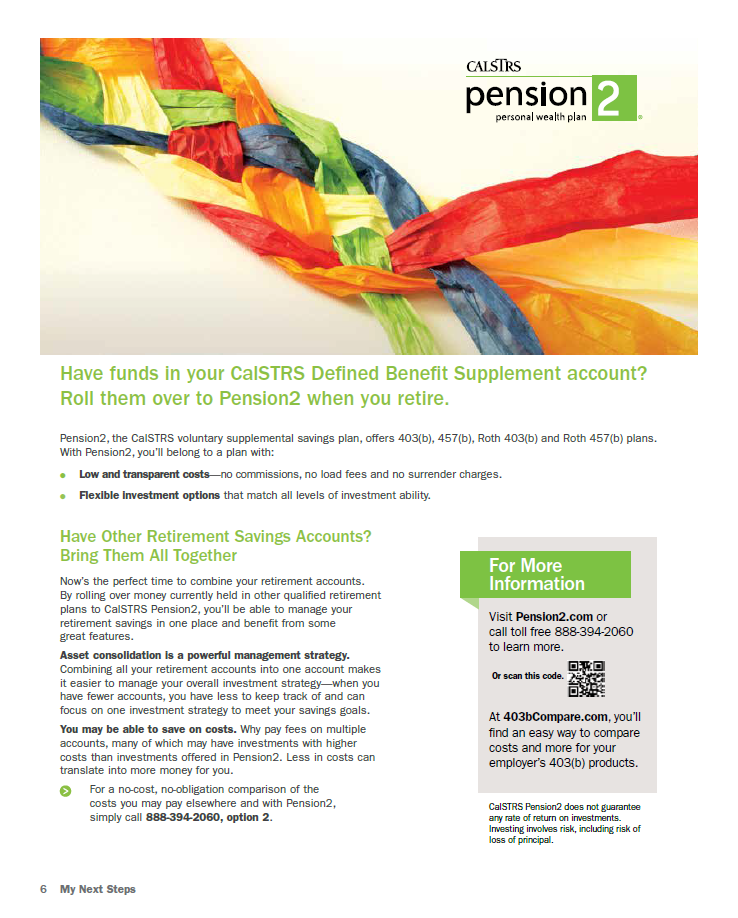 CALSTRS
pension2
personal wealth plan
Have funds in your CalSTRS Defined Benefit Supplement account?
Roll them over to Pension2 when you retire.
Pension2, the CalSTRS voluntary supplemental savings plan, offers 403(b), 457(b), Roth 403(b) and Roth 457(b) plans.
With Pension2, you'll belong to a plan with:
● Low and transparent costs—no commissions, no load fees and no surrender charges.
● Flexible investment options that match all levels of investment ability.
Have Other Retirement Savings Accounts?
Bring Them All Together
Now's the perfect time to combine your retirement accounts.
By rolling over money currently held in other qualified retirement
plans to CalSTRS Pension2, you'll be able to manage your
retirement savings in one place and benefit from some
great features.
Asset consolidation is a powerful management strategy.
Combining all your retirement accounts into one account makes
it easier to manage your overall investment strategy—when you
have fewer accounts, you have less to keep track of and can
focus on one investment strategy to meet your savings goals.
You may be able to save on costs. Why pay fees on multiple
accounts, many of which may have investments with higher
costs than investments offered in Pension2. Less in costs can
translate into more money for you.
For a no-cost, no-obligation comparison of the
costs you may pay elsewhere and with Pension2,
simply call 888-394-2060, option 2.
For More
Information
Visit Pension2.com or
call toll free 888-394-2060
to learn more.
Or scan this code.
At 403bCompare.com, you'll
find an easy way to compare
costs and more for your
employer's 403(b) products.
CalSTRS Pension2 does not guarantee
any rate of return on investments.
Investing involves risk, including risk of
loss of principal.
6 My Next Steps